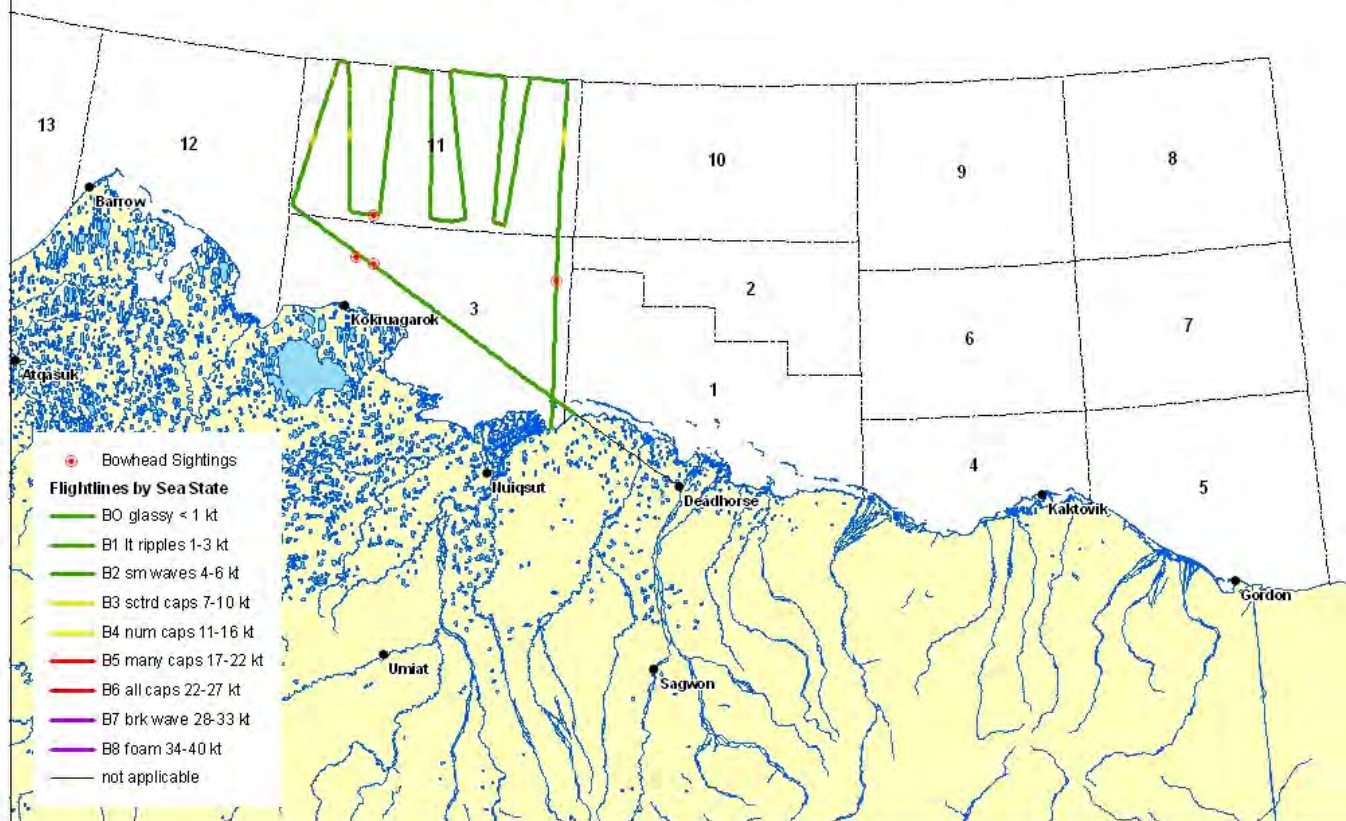 13
12
11
10
9
8
Barrow
2
7
3
6
Kokruagarok
Atqasuk
1
4
5
Nuiqsut
Deadhorse
Kaktovik
Gordon
Umiat
Sagwon
Bowhead Sightings
Flightlines by Sea State
B0 glassy < 1 kt
B1 lt ripples 1-3 kt
B2 sm waves 4-6 kt
B3 sctrd caps 7-10 kt
B4 num caps 11-16 kt
B5 many caps 17-22 kt
B6 all caps 22-27 kt
B7 brk wave 28-33 kt
B8 foam 34-40 kt
not applicable